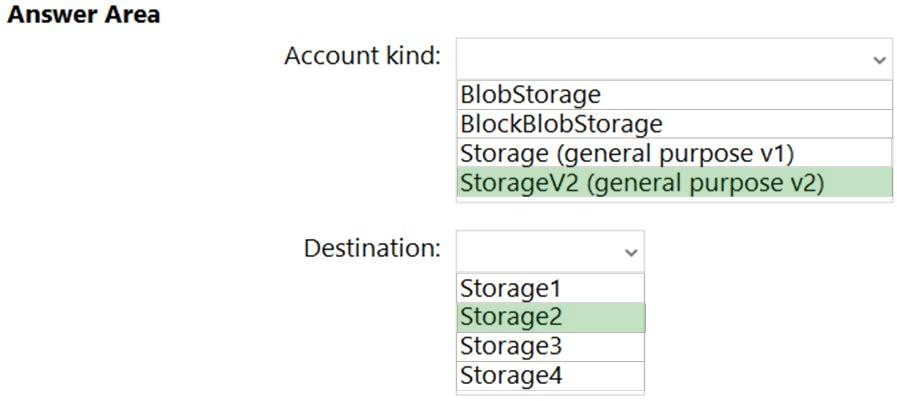 Answer Area
Account kind:
BlobStorage
BlockBlobStorage
Storage (general purpose v1)
StorageV2 (general purpose v2)
Destination:
Storage1
Storage2
Storage3
Storage4